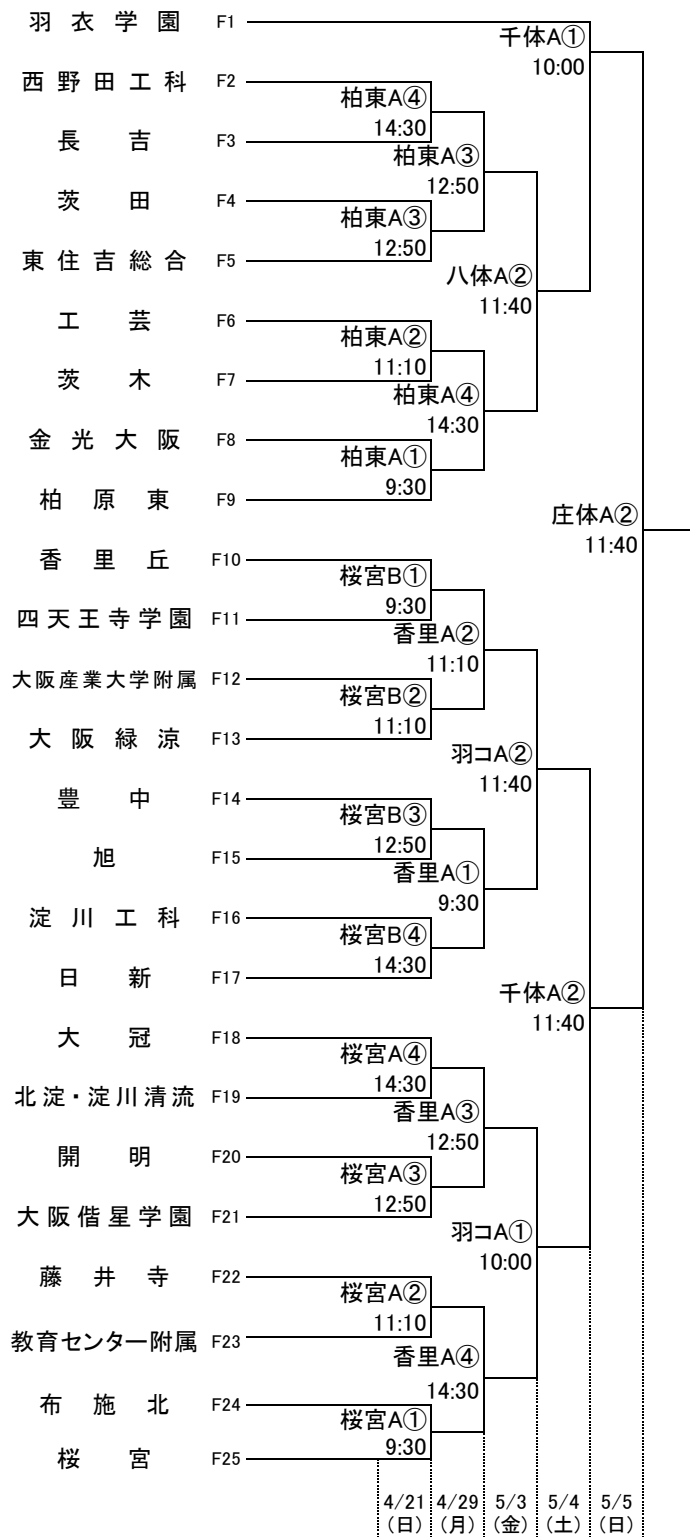 羽衣学園 F1
千体A①
10:00
西野田工科 F2
柏東A④
14:30
長吉 F3
柏東A③
12:50
茨田 F4
柏東A③
12:50
東住吉総合 F5
八体A②
11:40
工芸 F6
柏東A②
11:10
茨木 F7
柏東A④
14:30
金光大阪 F8
柏東A①
9:30
柏原東 F9
庄体A②
11:40
香里丘 F10
桜宮B①
9:30
四天王寺学園 F11
香里A②
11:10
大阪産業大学附属 F12
桜宮B②
11:10
大阪緑涼 F13
羽コA②
11:40
豊中 F14
桜宮B③
12:50
旭 F15
香里A①
9:30
淀川工科 F16
桜宮B④
14:30
日新 F17
千体A②
11:40
大冠 F18
桜宮A④
14:30
北淀・淀川清流 F19
香里A③
12:50
開明 F20
桜宮A③
12:50
大阪偕星学園 F21
羽コA①
10:00
藤井寺 F22
桜宮A②
11:10
教育センター附属 F23
香里A④
14:30
布施北 F24
桜宮A①
9:30
桜宮 F25
4/21 4/29 5/3 5/4 5/5
(日) (月) (金) (土) (日)